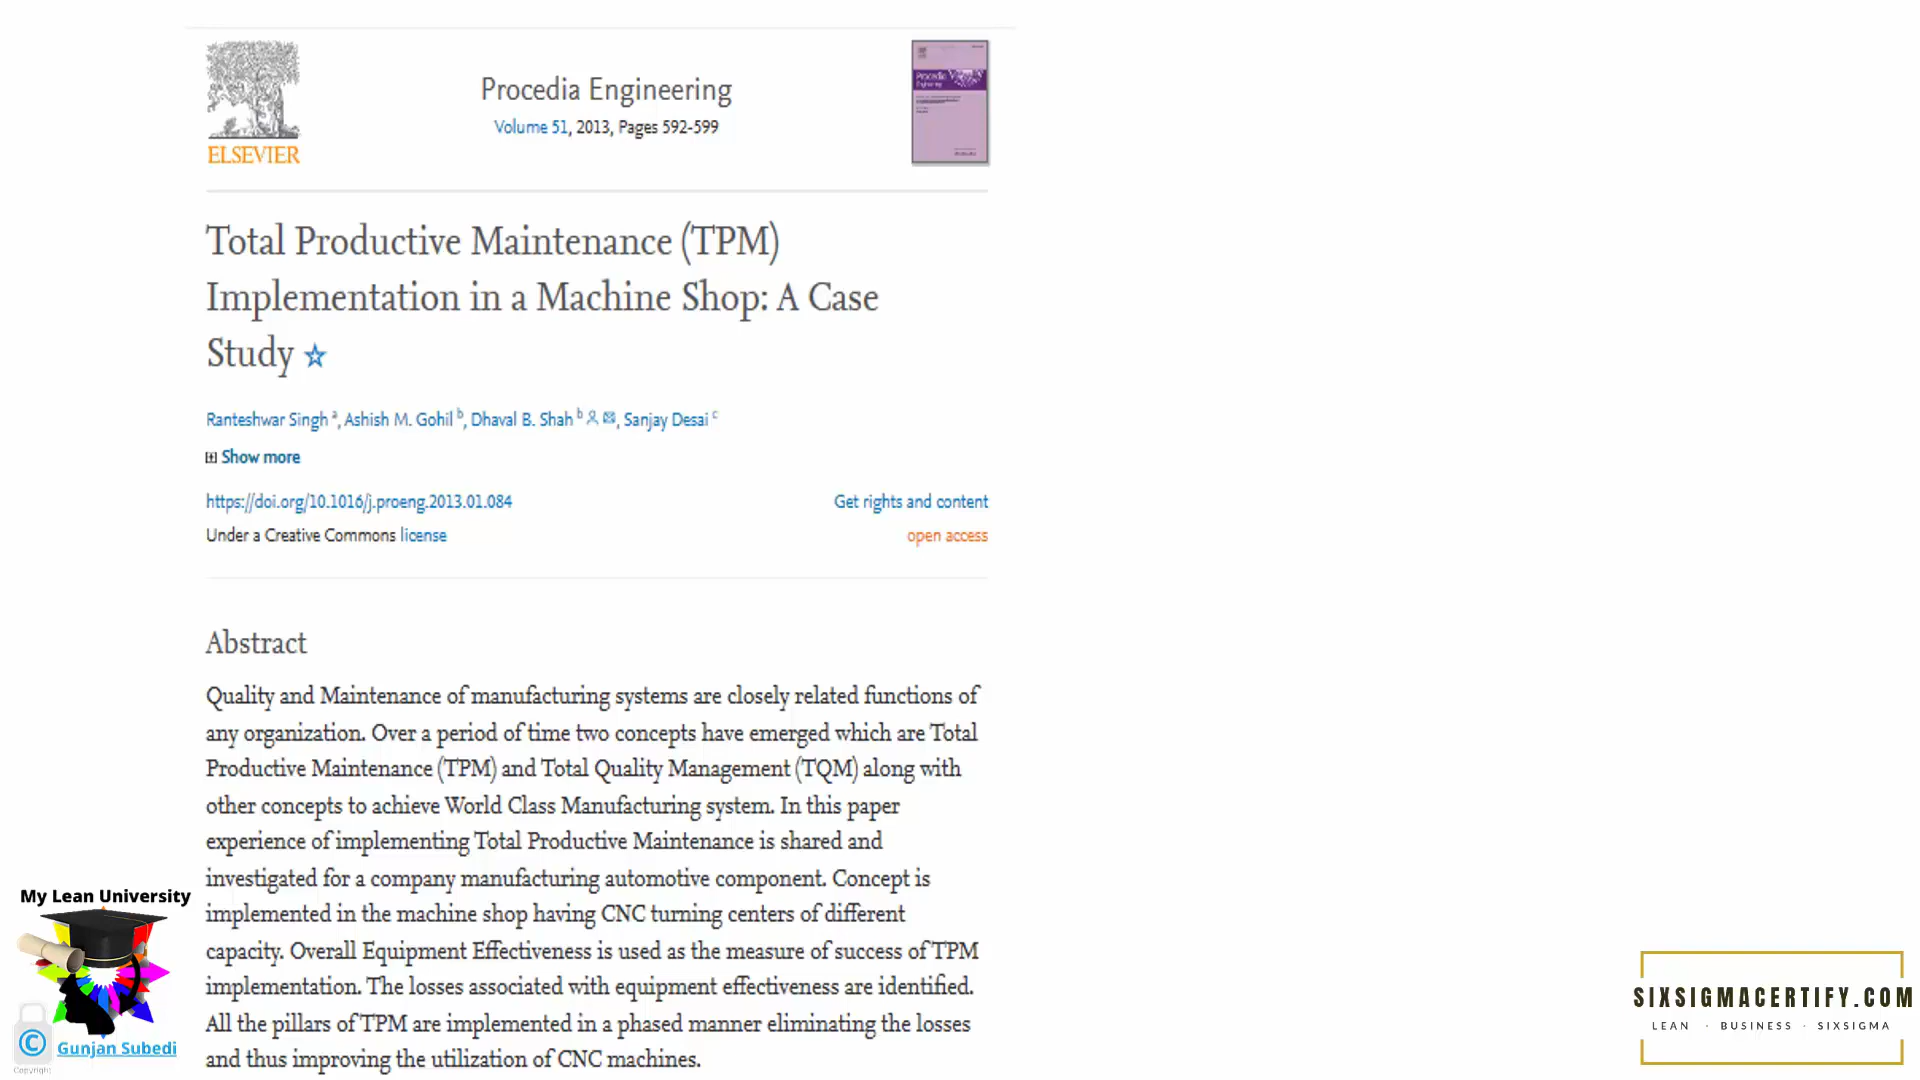 ELSEVIER
Procedia Engineering
Volume 51, 2013, Pages 592-599
Procedia
Engineering
Total Productive Maintenance (TPM)
Implementation in a Machine Shop: A Case
Study ☆
Ranteshwar Singh a, Ashish M. Gohil b, Dhaval B. Shah b, Sanjay Desai c
Show more
https://doi.org/10.1016/j.proeng.2013.01.084
Get rights and content
Under a Creative Commons license
open access
Abstract
Quality and Maintenance of manufacturing systems are closely related functions of
any organization. Over a period of time two concepts have emerged which are Total
Productive Maintenance (TPM) and Total Quality Management (TQM) along with
other concepts to achieve World Class Manufacturing system. In this paper
experience of implementing Total Productive Maintenance is shared and
investigated for a company manufacturing automotive component. Concept is
implemented in the machine shop having CNC turning centers of different
capacity. Overall Equipment Effectiveness is used as the measure of success of TPM
implementation. The losses associated with equipment effectiveness are identified.
All the pillars of TPM are implemented in a phased manner eliminating the losses
and thus improving the utilization of CNC machines.
My Lean University
© Gunjan Subedi
Copyright
SIXSIGMACERTIFY.COM
LEAN · BUSINESS · SIXSIGMA